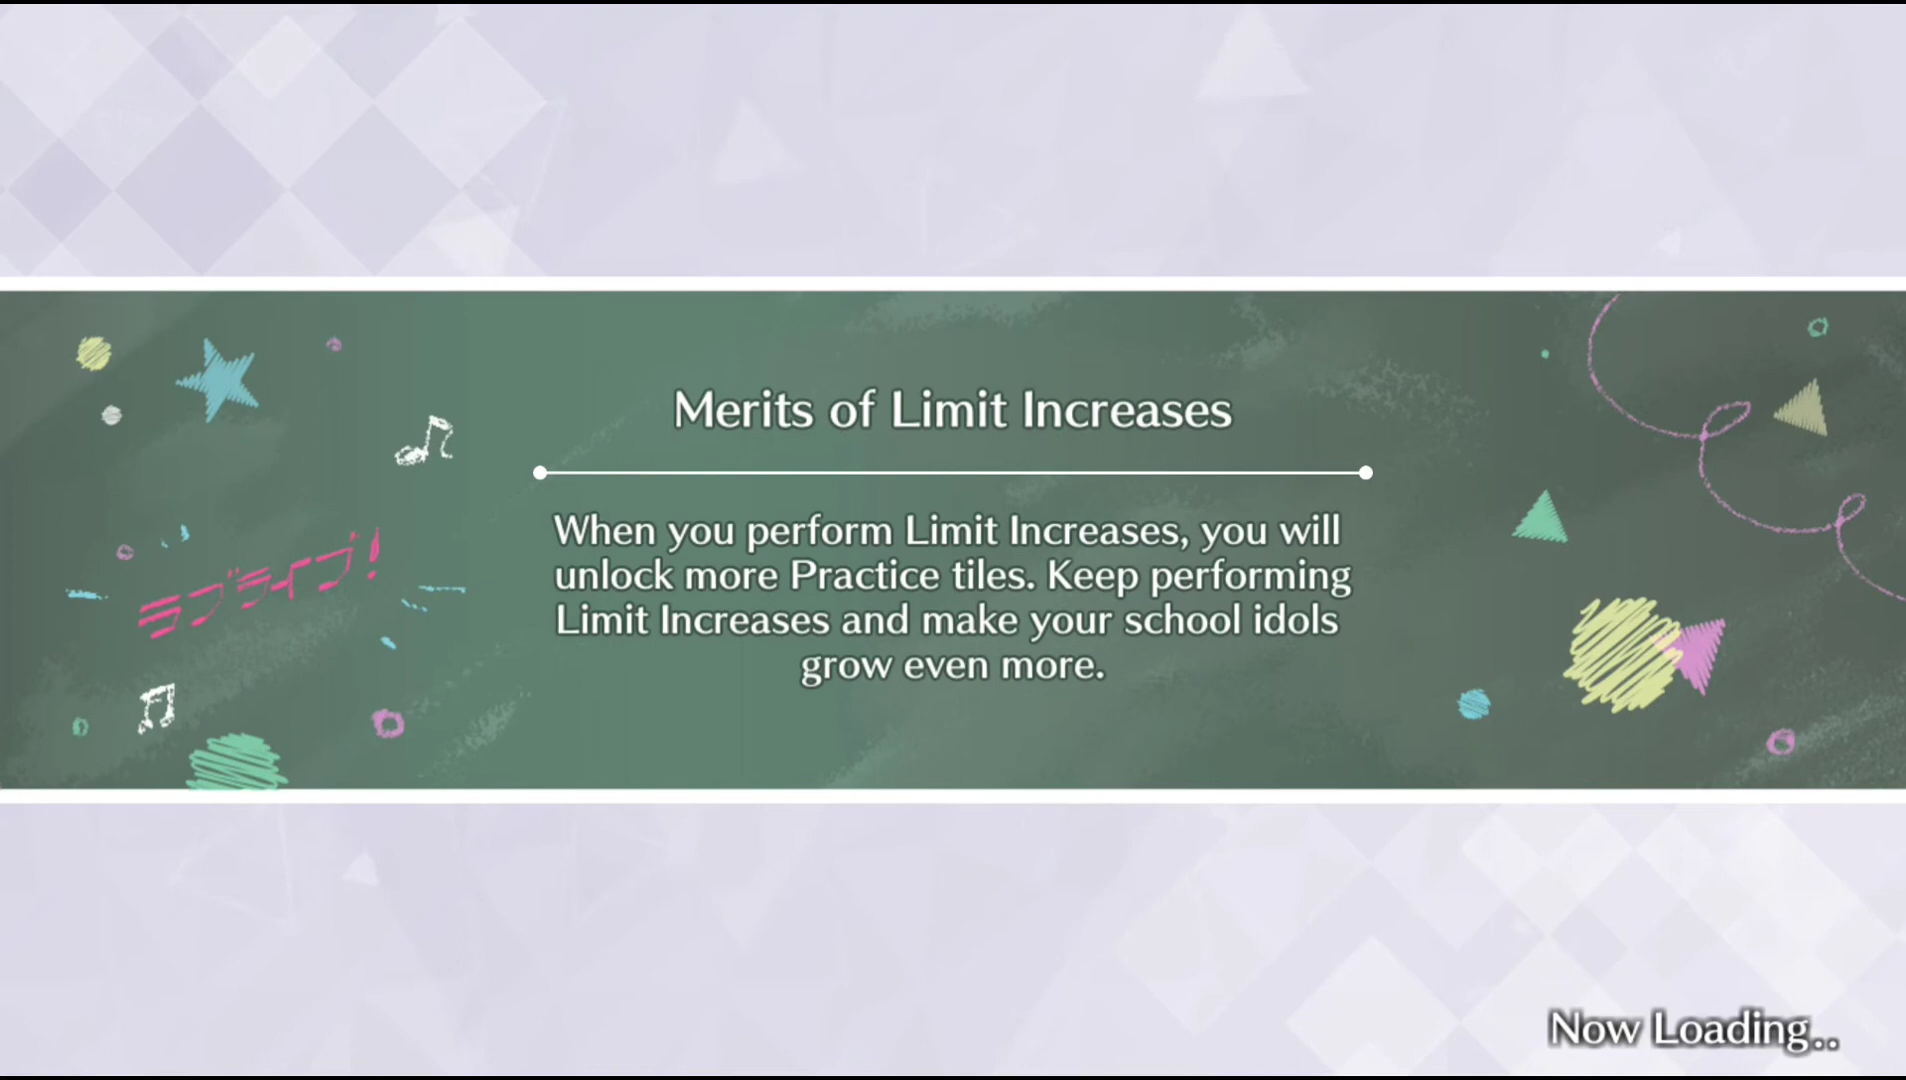 Merits of Limit Increases
When you perform Limit Increases, you will
unlock more Practice tiles. Keep performing
Limit Increases and make your school idols
grow even more.
ラブライブ!
Now Loading..